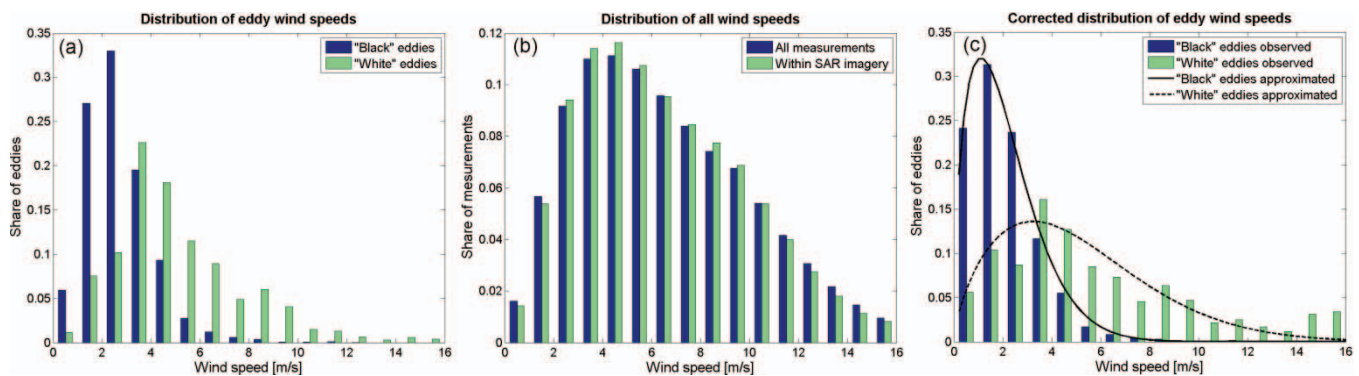 Distribution of eddy wind speeds
(a)
"Black" eddies
"White" eddies
Share of eddies
0.35
0.3
0.25
0.2
0.15
0.1
0.05
0
0 2 4 6 8 10 12 14 16
Wind speed [m/s]
Distribution of all wind speeds
(b)
All measurements
Within SAR imagery
Share of mesurements
0.12
0.1
0.08
0.06
0.04
0.02
0
0 2 4 6 8 10 12 14 16
Wind speed [m/s]
Corrected distribution of eddy wind speeds
(c)
"Black" eddies observed
"White" eddies observed
"Black" eddies approximated
"White" eddies approximated
Share of eddies
0.35
0.3
0.25
0.2
0.15
0.1
0.05
0
0 2 4 6 8 10 12 14 16
Wind speed [m/s]